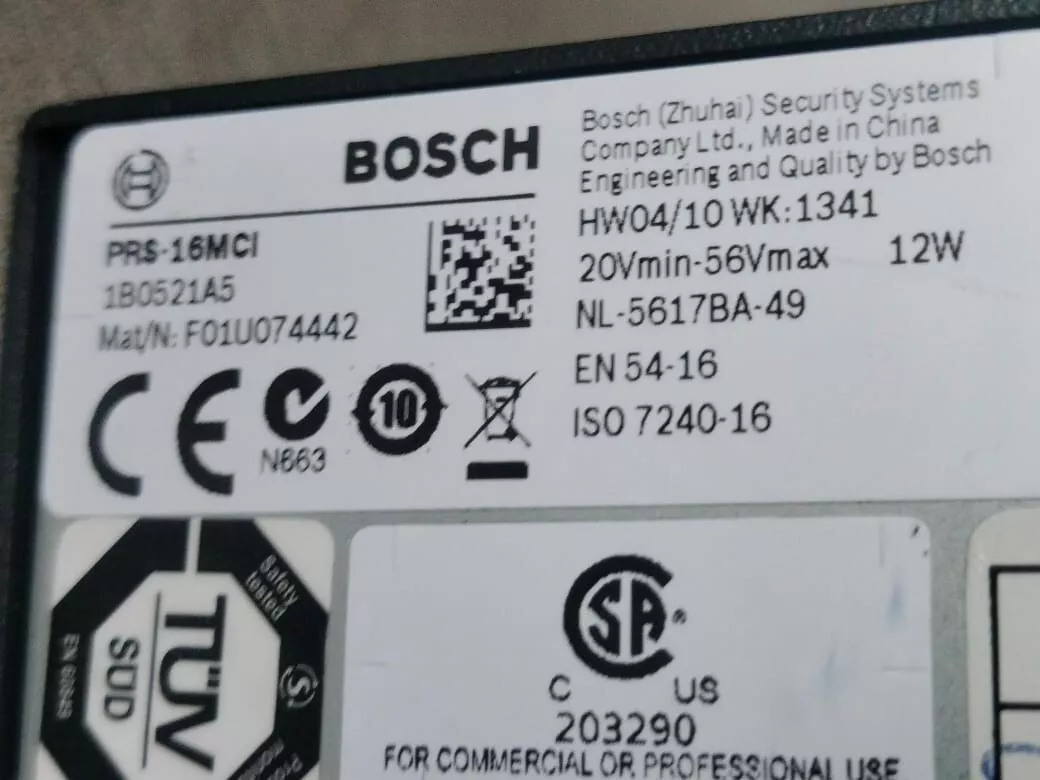 BOSCH
PRS-16MCI
1B0521A5
Mat/N: F01U074442
N663
10
Bosch (Zhuhai) Security Systems
Company Ltd., Made in China
Engineering and Quality by Bosch
HW04/10 WK:1341
20Vmin-56Vmax 12W
NL-5617BA-49
EN 54-16
ISO 7240-16
Safety
tested
TÜV
SÜD
SA®
C US
203290
FOR COMMERCIAL OR PROFESSIONAL USE